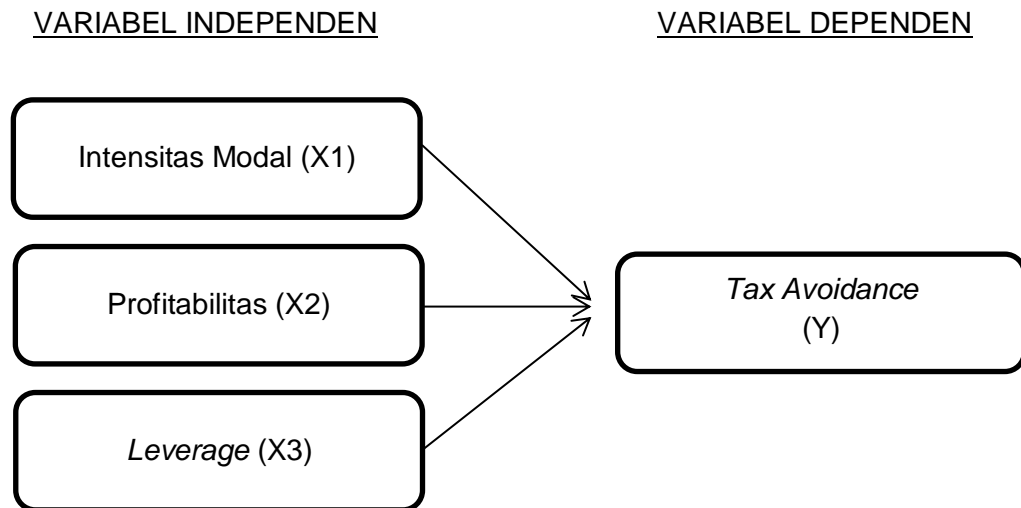 VARIABEL INDEPENDEN
VARIABEL DEPENDEN
Intensitas Modal (X1)
Profitabilitas (X2)
Leverage (X3)
Tax Avoidance
(Y)